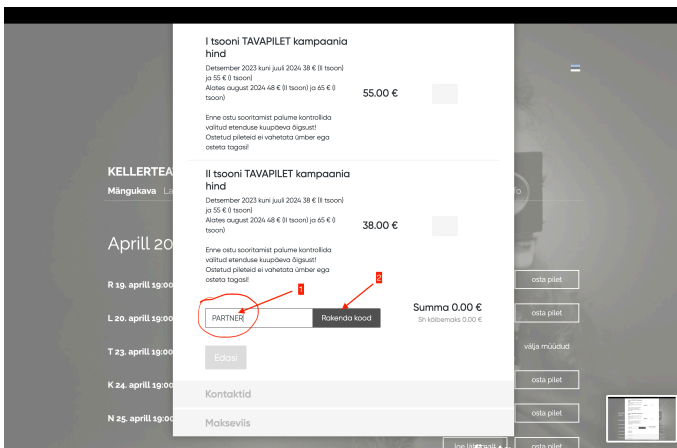 I tsooni TAVAPILET kampaania
hind
Detsember 2023 kuni juuli 2024 38 € (II tsoon)
ja 55 € (I tsoon)
Alates august 2024 48 € (II tsoon) ja 65 € (I
tsoon)
55.00 €
Enne ostu sooritamist palume kontrollida
valitud etenduse kuupäeva õigsust!
Ostetud pileteid ei vahetata ümber ega
osteta tagasi!
KELLERTEA
Mängukava La
II tsooni TAVAPILET kampaania
hind
Detsember 2023 kuni juuli 2024 38 € (II tsoon)
ja 55 € (I tsoon)
Alates august 2024 48 € (II tsoon) ja 65 € (I
tsoon)
38.00 €
Enne ostu sooritamist palume kontrollida
valitud etenduse kuupäeva õigsust!
Ostetud pileteid ei vahetata ümber ega
osteta tagasi!
Aprill 20
R 19. aprill 19:00
osta pilet
1
2
PARTNER
Rakenda kood
Summa 0.00 €
Sh käibemaks 0.00 €
L 20. aprill 19:00
osta pilet
Edasi
T 23. aprill 19:00
välja müüdud
K 24. aprill 19:00
osta pilet
Kontaktid
N 25. aprill 19:00
osta pilet
Makseviis
osta pilet